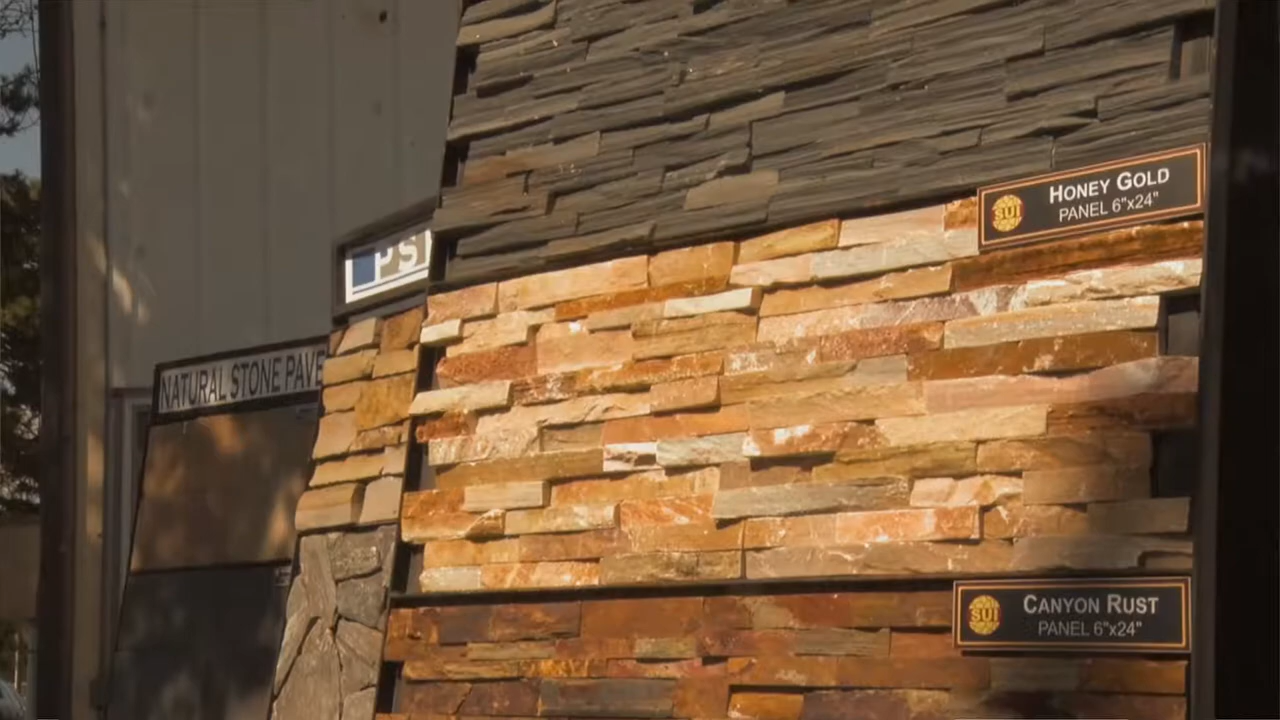 SUI
HONEY GOLD
PANEL 6"x24"
PSI
NATURAL STONE PAVE
SUI
CANYON RUST
PANEL 6"x24"